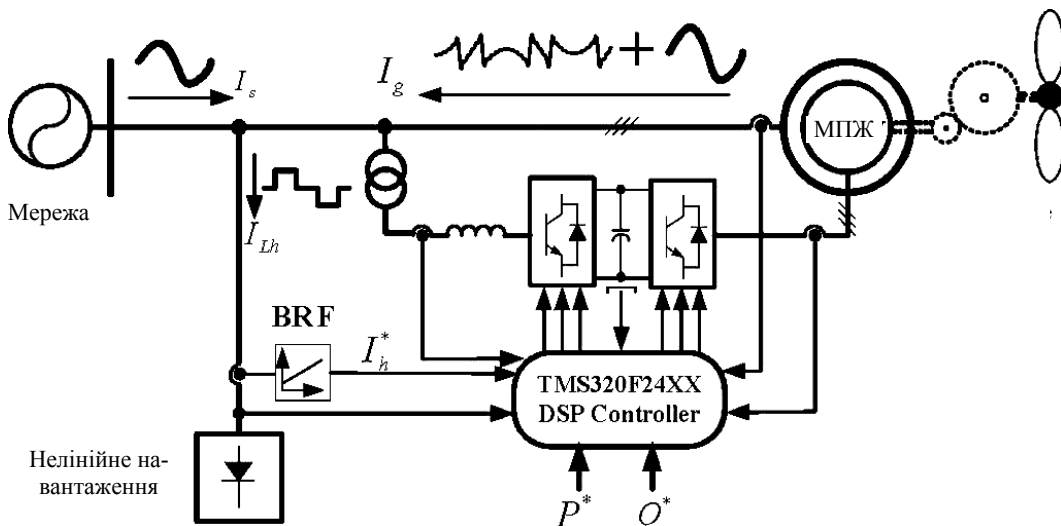 I_s
I_g
МПЖ
Мережа
I_Lh
BRF
I_h^*
TMS320F24XX
DSP Controller
Нелінійне на-
вантаження
P^*
Q^*